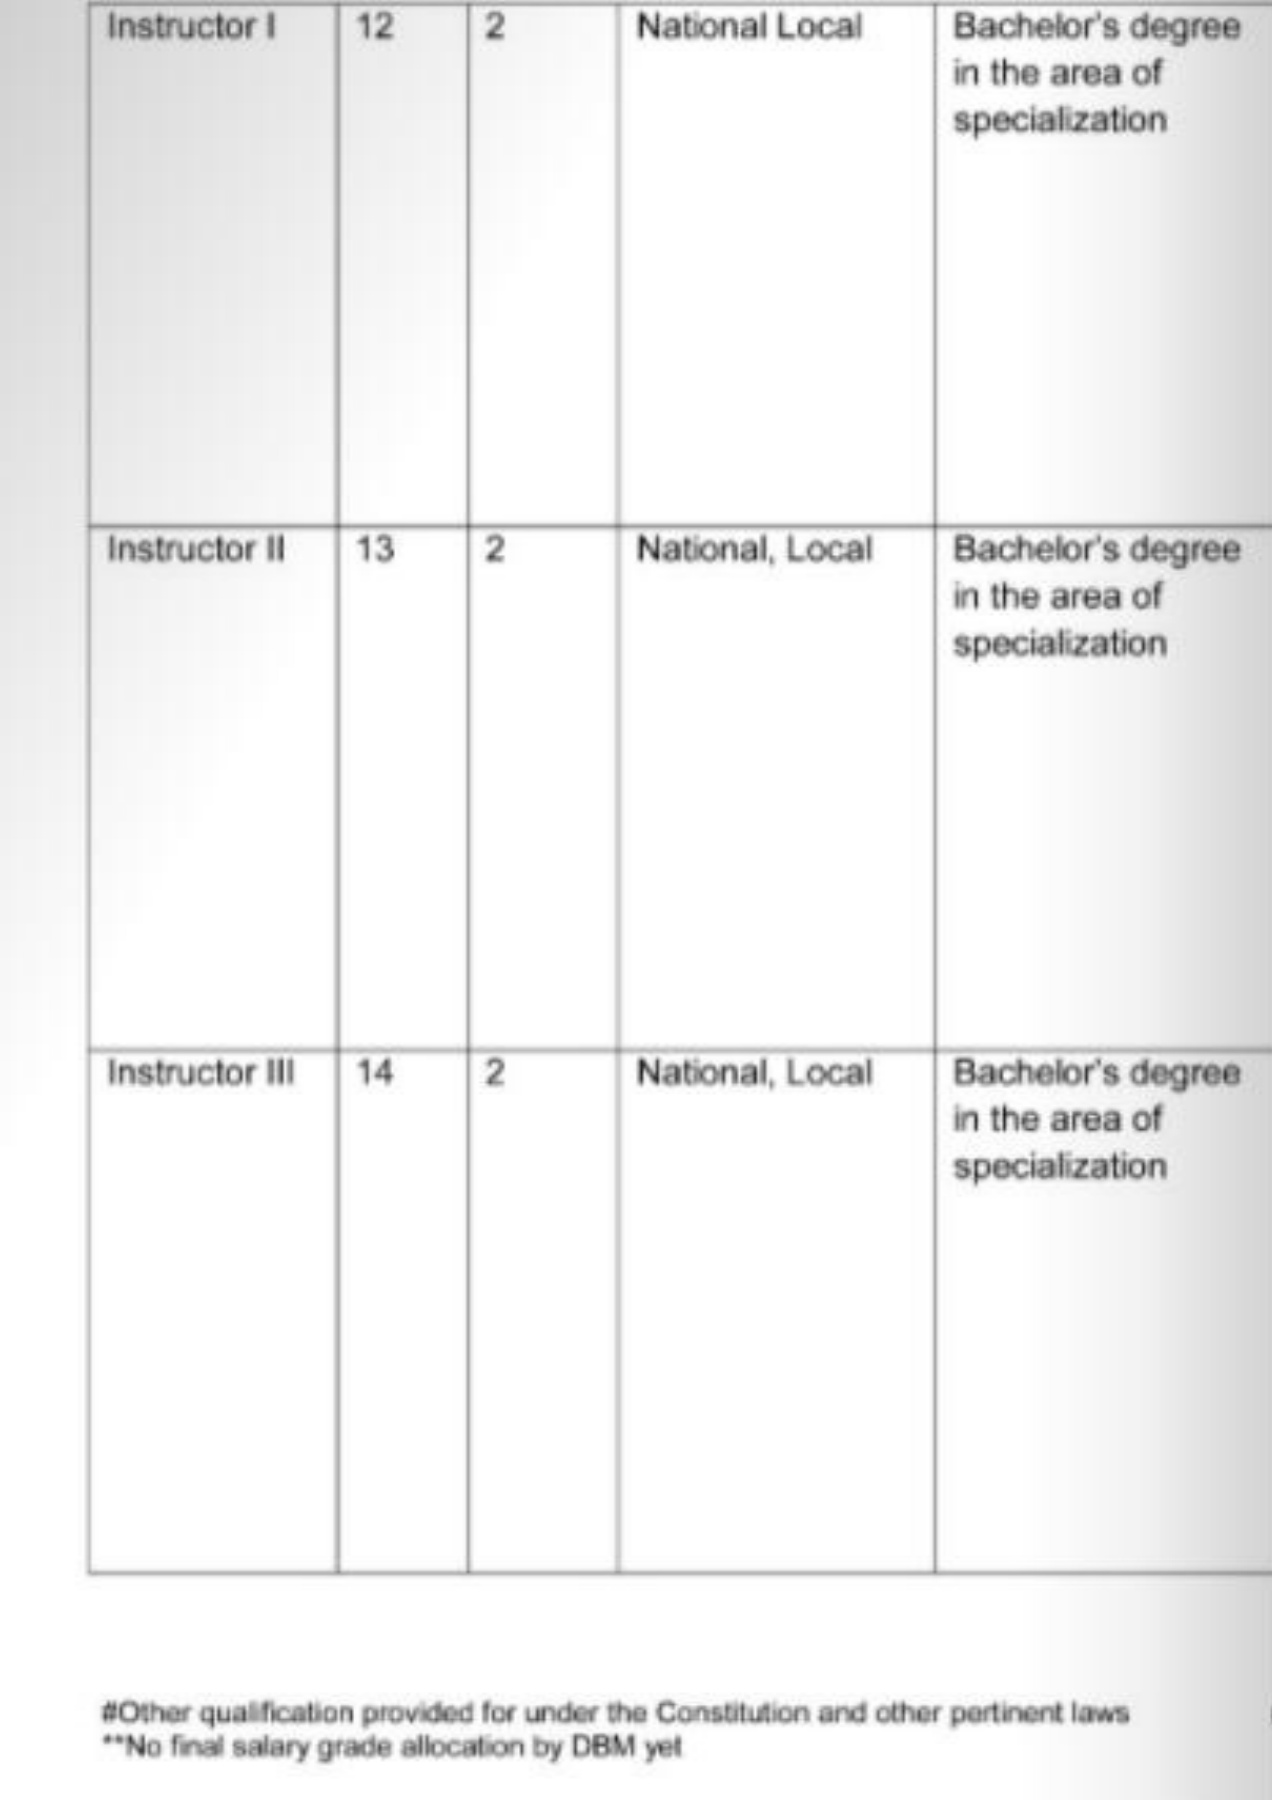 Instructor I 12 2 National Local Bachelor's degree
in the area of
specialization
Instructor II 13 2 National, Local Bachelor's degree
in the area of
specialization
Instructor III 14 2 National, Local Bachelor's degree
in the area of
specialization
#Other qualification provided for under the Constitution and other pertinent laws
**No final salary grade allocation by DBM yet